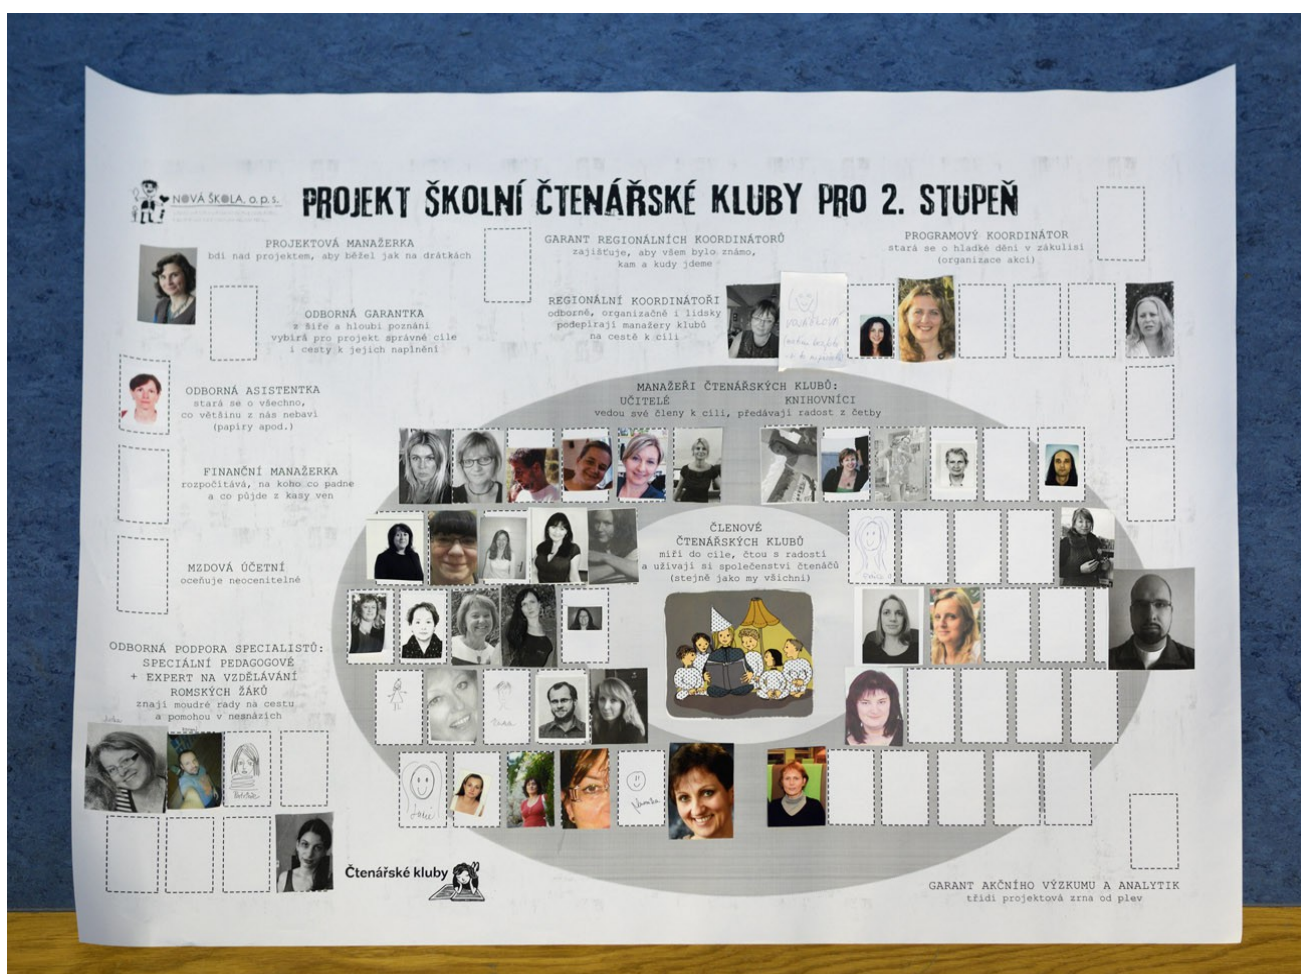 NOVÁ ŠKOLA, o.p.s.
PROJEKT ŠKOLNÍ ČTENÁŘSKÉ KLUBY PRO 2. STUPEŇ
PROJEKTOVÁ MANAŽERKA
bdí nad projektem, aby běžel jak na drátkách
GARANT REGIONÁLNÍCH KOORDINÁTORŮ
zajišťuje, aby všem bylo známo,
kam a kudy jdeme
PROGRAMOVÝ KOORDINÁTOR
stará se o hladké dění v zákulisí
(organizace akcí)
ODBORNÁ GARANTKA
z šíře a hloubi poznání
vybírá pro projekt správné cíle
i cesty k jejich naplnění
REGIONÁLNÍ KOORDINÁTOŘI
odborně, organizačně i lidsky
podepírají manažery klubů
na cestě k cíli
ODBORNÁ ASISTENTKA
stará se o všechno,
co většinu z nás nebaví
(papíry apod.)
MANAŽEŘI ČTENÁŘSKÝCH KLUBŮ:
UČITELÉ KNIHOVNÍCI
vedou své členy k cíli, předávají radost z četby
FINANČNÍ MANAŽERKA
rozpočítává, na koho co padne
a co půjde z kasy ven
ČLENOVÉ
ČTENÁŘSKÝCH KLUBŮ
míří do cíle, čtou s radostí
a užívají si společenství čtenářů
(stejně jako my všichni)
MZDOVÁ ÚČETNÍ
oceňuje neocenitelné
ODBORNÁ PODPORA SPECIALISTŮ:
SPECIÁLNÍ PEDAGOGOVÉ
+ EXPERT NA VZDĚLÁVÁNÍ
ROMSKÝCH ŽÁKŮ
znají moudré rady na cestu
a pomohou v nesnázích
Čtenářské kluby
GARANT AKČNÍHO VÝZKUMU A ANALYTIK
třídí projektová zrna od plev